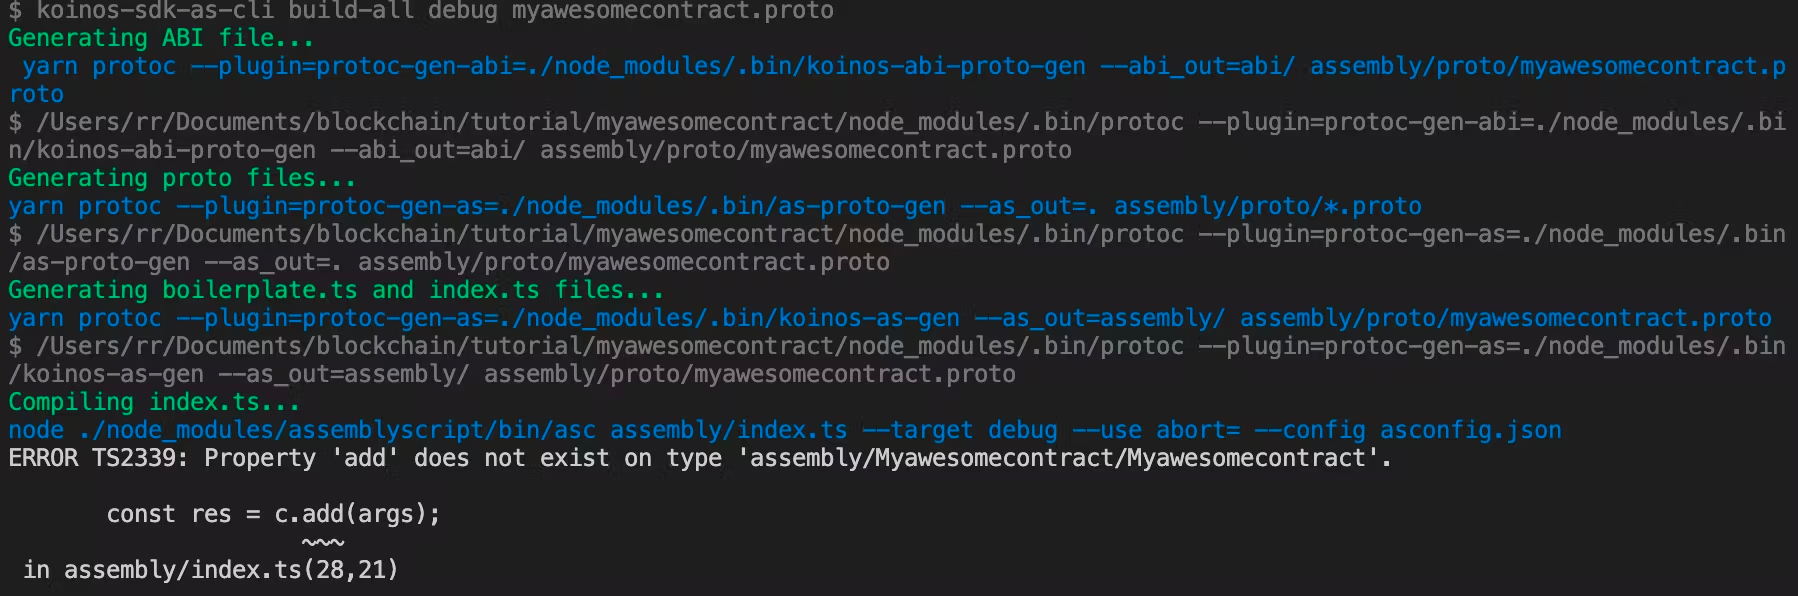 $ koinos-sdk-as-cli build-all debug myawesomecontract.proto
Generating ABI file...
yarn protoc --plugin=protoc-gen-abi=./node_modules/.bin/koinos-abi-proto-gen --abi_out=abi/ assembly/proto/myawesomecontract.p
roto
$ /Users/rr/Documents/blockchain/tutorial/myawesomecontract/node_modules/.bin/protoc --plugin=protoc-gen-abi=./node_modules/.bi
n/koinos-abi-proto-gen --abi_out=abi/ assembly/proto/myawesomecontract.proto
Generating proto files...
yarn protoc --plugin=protoc-gen-as=./node_modules/.bin/as-proto-gen --as_out=. assembly/proto/*.proto
$ /Users/rr/Documents/blockchain/tutorial/myawesomecontract/node_modules/.bin/protoc --plugin=protoc-gen-as=./node_modules/.bin
/as-proto-gen --as_out=. assembly/proto/myawesomecontract.proto
Generating boilerplate.ts and index.ts files...
yarn protoc --plugin=protoc-gen-as=./node_modules/.bin/koinos-as-gen --as_out=assembly/ assembly/proto/myawesomecontract.proto
$ /Users/rr/Documents/blockchain/tutorial/myawesomecontract/node_modules/.bin/protoc --plugin=protoc-gen-as=./node_modules/.bin
/koinos-as-gen --as_out=assembly/ assembly/proto/myawesomecontract.proto
Compiling index.ts...
node ./node_modules/assemblyscript/bin/asc assembly/index.ts --target debug --use abort= --config asconfig.json
ERROR TS2339: Property 'add' does not exist on type 'assembly/Myawesomecontract/Myawesomecontract'.
const res = c.add(args);
~~~
in assembly/index.ts(28,21)